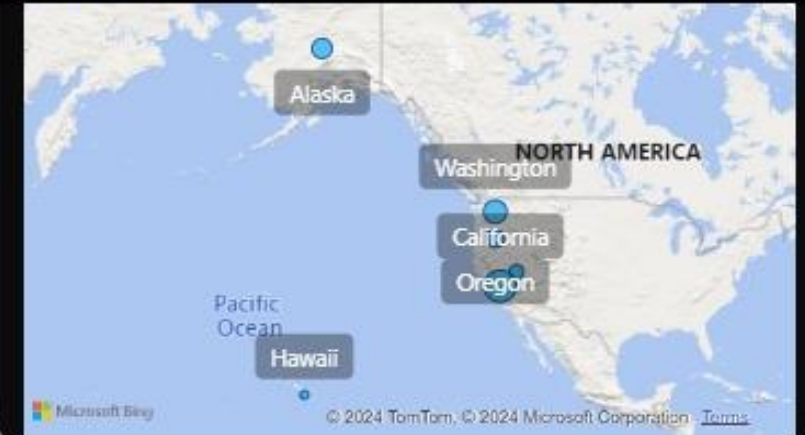 Alaska
NORTH AMERICA
Washington
California
Oregon
Pacific
Ocean
Hawaii
Microsoft Bing
© 2024 TomTom, © 2024 Microsoft Corporation Terms